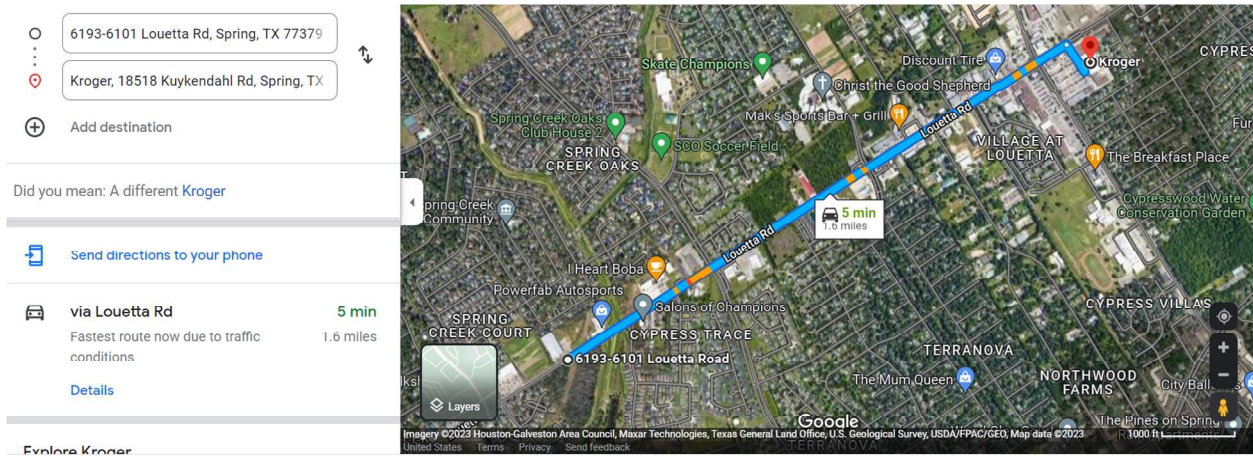 6193-6101 Louetta Rd, Spring, TX 77379
Kroger, 18518 Kuykendahl Rd, Spring, TX
Add destination
Did you mean: A different Kroger
Send directions to your phone
via Louetta Rd
5 min
Fastest route now due to traffic
1.6 miles
conditions
Details
Explore Kroger
Skate Champions
Discount Tire
Kroger
Christ the Good Shepherd
Mak's Sports Bar + Grill
Louetta Rd
Spring Creek Oaks
Club House 2
SPRING
CREEK OAKS
SCO Soccer Field
VILLAGE AT
LOUETTA
The Breakfast Place
Spring Creek
Community
Cypresswood Water
Conservation Garden
5 min
1.6 miles
Louetta Rd
I Heart Boba
Powerfab Autosports
Salons of Champions
CYPRESS VILLAS
SPRING
CREEK COURT
CYPRESS TRACE
6193-6101 Louetta Road
TERRANOVA
The Mum Queen
NORTHWOOD
FARMS
Layers
Google
The Pines on Spring
Imagery ©2023 Houston-Galveston Area Council, Maxar Technologies, Texas General Land Office, U.S. Geological Survey, USDA/FPAC/GEO, Map data ©2023
1000 ft
United States Terms Privacy Send feedback
TERRANOVA